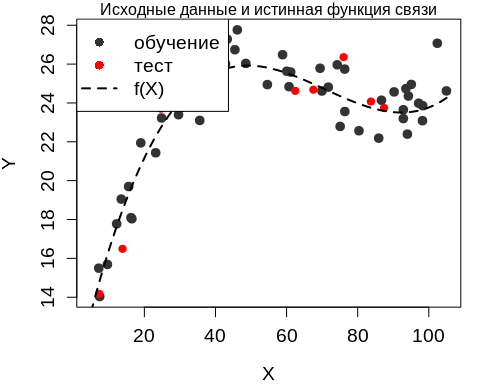 Исходные данные и истинная функция связи
обучение
тест
f(X)
Y
28
26
24
22
20
18
16
14
20
40
60
80
100
X